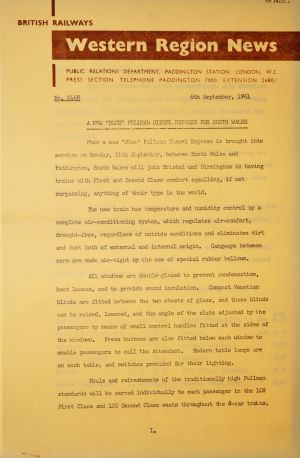 BRITISH RAILWAYS
Western Region News
PUBLIC RELATIONS DEPARTMENT, PADDINGTON STATION, LONDON, W.2.
PRESS SECTION. TELEPHONE PADDINGTON 7000. EXTENSION 2480/1
6th September, 1961
A NEW "BLUE" PULLMAN DIESEL EXPRESS FOR SOUTH WALES
When a new "Blue" Pullman Diesel Express is brought into
service on Monday, 11th September, between South Wales and
Paddington, South Wales will join Bristol and Birmingham in having
trains with First and Second Class comfort equalling, if not
surpassing, anything of their type in the world.
The new train has temperature and humidity control by a
complete air-conditioning system, which regulates air-comfort,
draught-free, regardless of outside conditions and eliminates dirt
and dust both of external and internal origin. Gangways between
cars are made air-tight by the use of special rubber bellows.
All windows are double-glazed to prevent condensation,
heat losses, and to provide sound insulation. Compact Venetian
blinds are fitted between the two sheets of glass, and these blinds
can be raised, lowered, and the angle of the slats adjusted by the
passengers by means of small control handles fitted at the sides of
the windows. Press buttons are also fitted below each window to
enable passengers to call the attendant. Modern table lamps are
on each table, and switches provided for their lighting.
Meals and refreshments of the traditionally high Pullman
standards will be served individually to each passenger in the 108
First Class and 120 Second Class seats throughout the 8-car trains.
1.